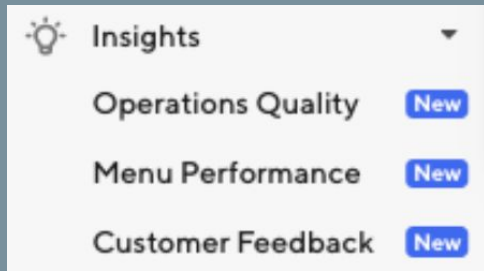 Insights
Operations Quality New
Menu Performance New
Customer Feedback New